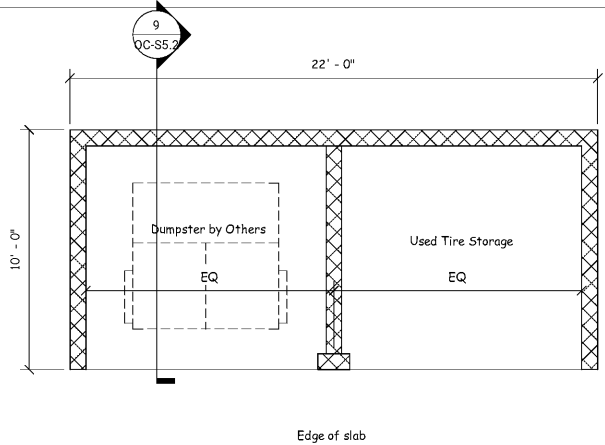 9
QC-S5.2
22' - 0"
10' - 0"
Dumpster by Others
Used Tire Storage
EQ
EQ
Edge of slab